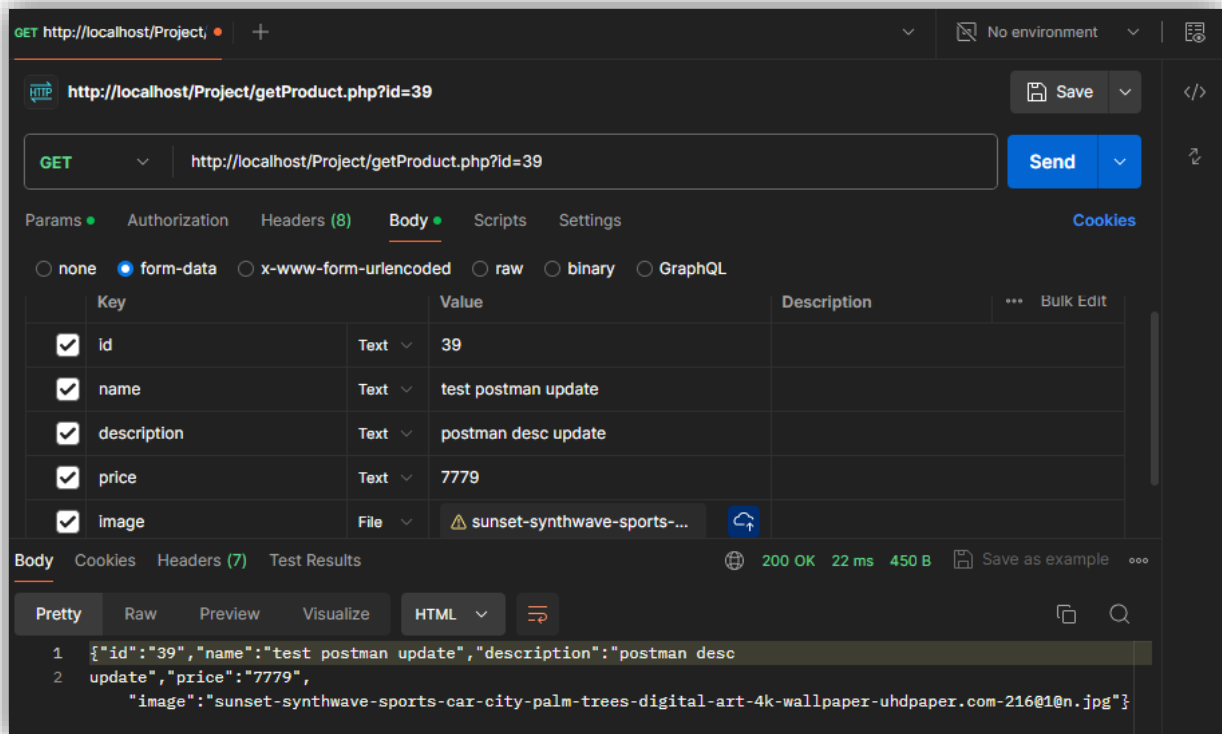 GET http://localhost/Project/ No environment
HTTP http://localhost/Project/getProduct.php?id=39 Save </>
GET http://localhost/Project/getProduct.php?id=39 Send
Params Authorization Headers (8) Body Scripts Settings Cookies
none form-data x-www-form-urlencoded raw binary GraphQL
Key Value Description ••• Bulk Edit
id Text 39
name Text test postman update
description Text postman desc update
price Text 7779
image File sunset-synthwave-sports-...
Body Cookies Headers (7) Test Results 200 OK 22 ms 450 B Save as example
Pretty Raw Preview Visualize HTML
1 {"id":"39","name":"test postman update","description":"postman desc
2 update","price":"7779",
"image":"sunset-synthwave-sports-car-city-palm-trees-digital-art-4k-wallpaper-uhdpaper.com-216@1@n.jpg"}